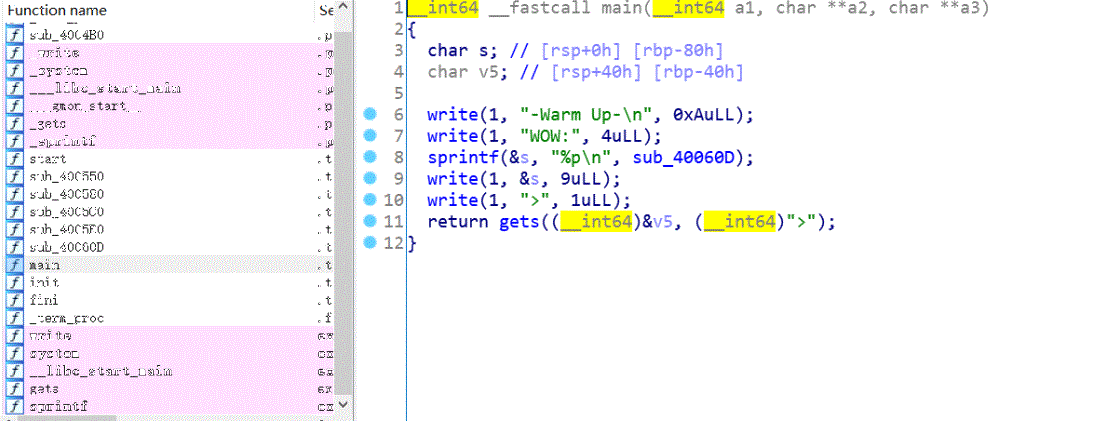 Function name
Se
sub_4004B0
.p
_write
.p
_system
.p
___libc_start_main
.p
___gmon_start__
.p
_gets
.p
_sprintf
.p
start
.t
sub_400550
.t
sub_400580
.t
sub_4005C0
.t
sub_4005E0
.t
sub_40060D
.t
main
.t
init
.t
fini
.t
_term_proc
.f
write
ex
system
ex
__libc_start_main
ex
gets
ex
sprintf
ex
1 __int64 __fastcall main(__int64 a1, char **a2, char **a3)
2 {
3 char s; // [rsp+0h] [rbp-80h]
4 char v5; // [rsp+40h] [rbp-40h]
5
6 write(1, "-Warm Up-\n", 0xAuLL);
7 write(1, "WOW:", 4uLL);
8 sprintf(&s, "%p\n", sub_40060D);
9 write(1, &s, 9uLL);
10 write(1, ">", 1uLL);
11 return gets((__int64)&v5, (__int64)">");
12 }